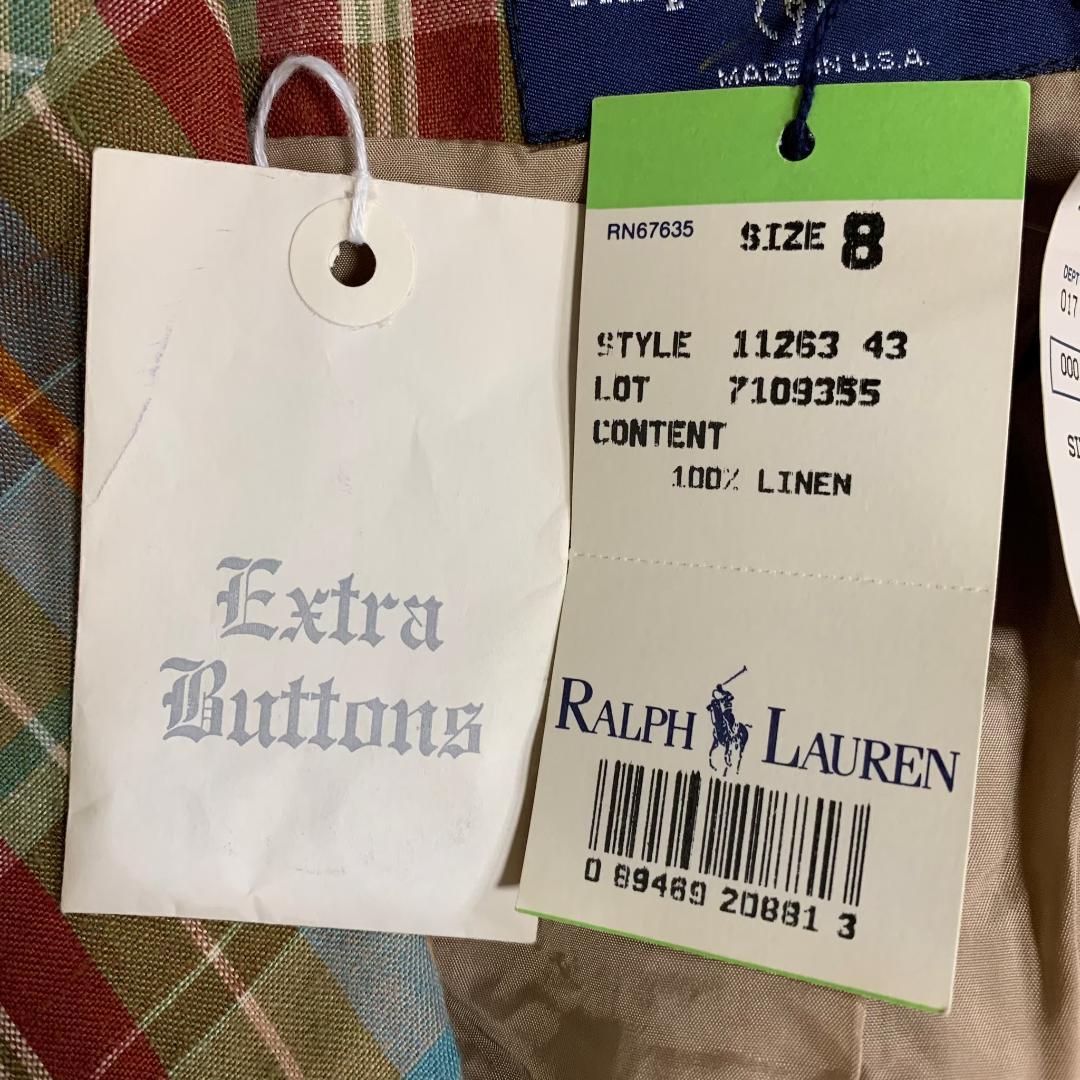 MADE IN U.S.A.
Extra
Buttons
RN67635 SIZE 8
STYLE 11263 43
LOT 7109355
CONTENT
100% LINEN
RALPH LAUREN
0 89469 20881 3
DEPT
017
000